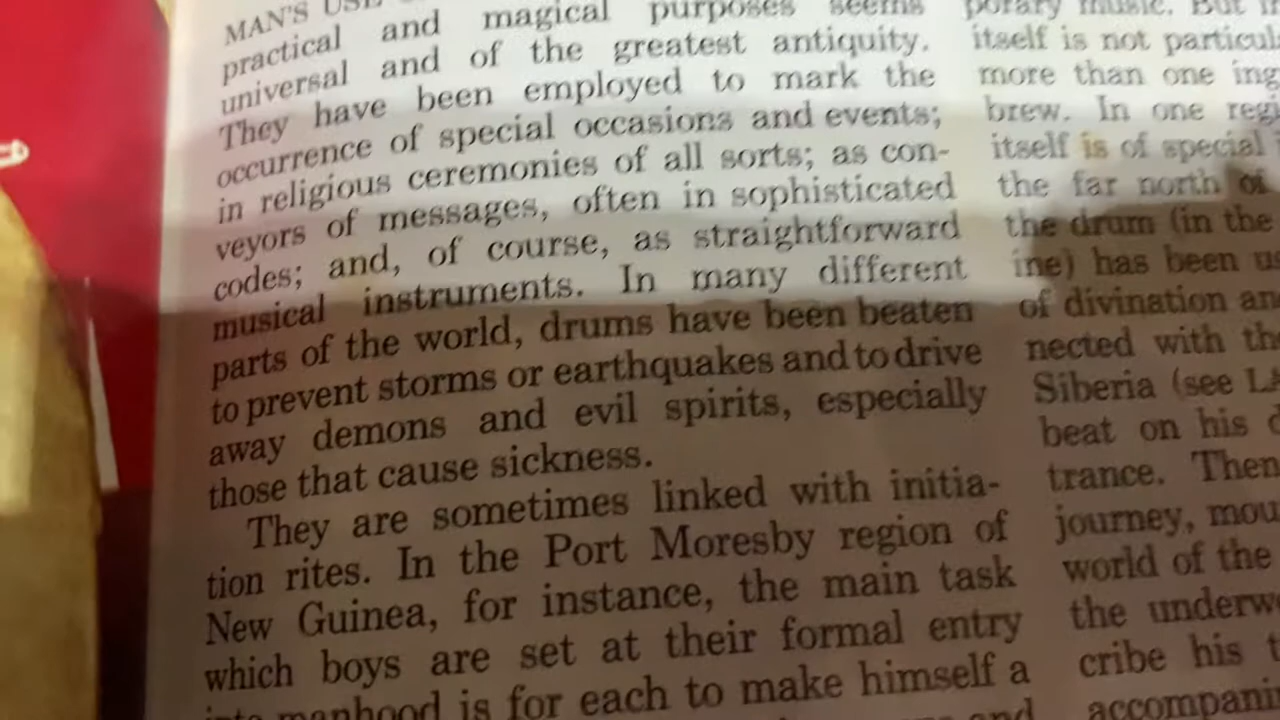 MAN'S USE
practical and magical purposes seems
universal and of the greatest antiquity.
They have been employed to mark the
occurrence of special occasions and events;
in religious ceremonies of all sorts; as con-
veyors of messages, often in sophisticated
codes; and, of course, as straightforward
musical instruments. In many different
parts of the world, drums have been beaten
to prevent storms or earthquakes and to drive
away demons and evil spirits, especially
those that cause sickness.
They are sometimes linked with initia-
tion rites. In the Port Moresby region of
New Guinea, for instance, the main task
which boys are set at their formal entry
into manhood is for each to make himself a
and
porary music. But
itself is not
more than one
brew. In one
itself is of special
the far north of
the drum (in the
ine) has been
of divination
nected with
Siberia (see
beat on his
trance. Then
journey,
world of the
the
cribe his